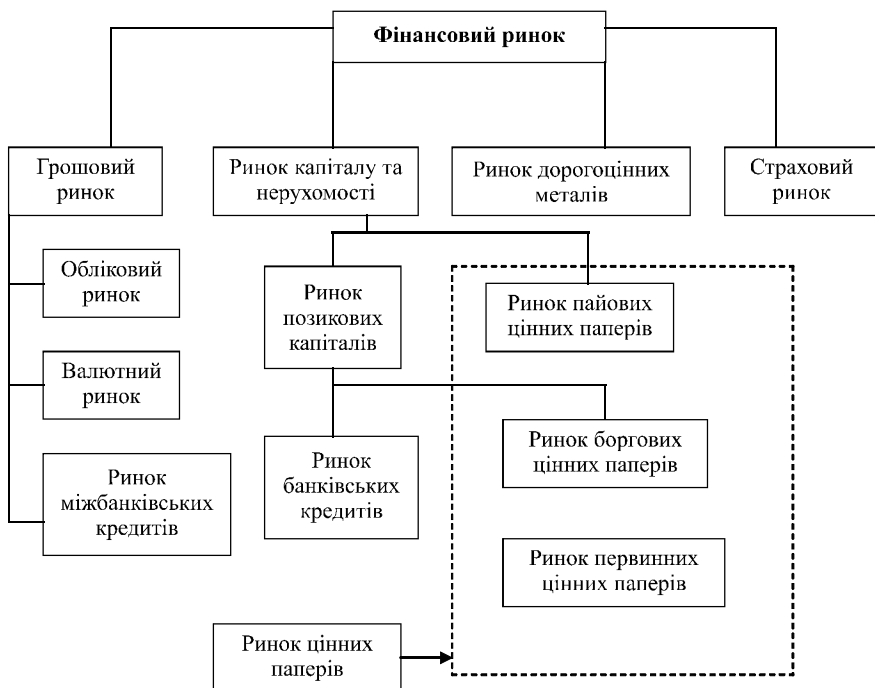 Фінансовий ринок
Грошовий
ринок
Ринок капіталу та
нерухомості
Ринок дорогоцінних
металів
Страховий
ринок
Обліковий
ринок
Ринок
позикових
капіталів
Ринок пайових
цінних паперів
Валютний
ринок
Ринок
міжбанківських
кредитів
Ринок
банківських
кредитів
Ринок боргових
цінних паперів
Ринок первинних
цінних паперів
Ринок цінних
паперів